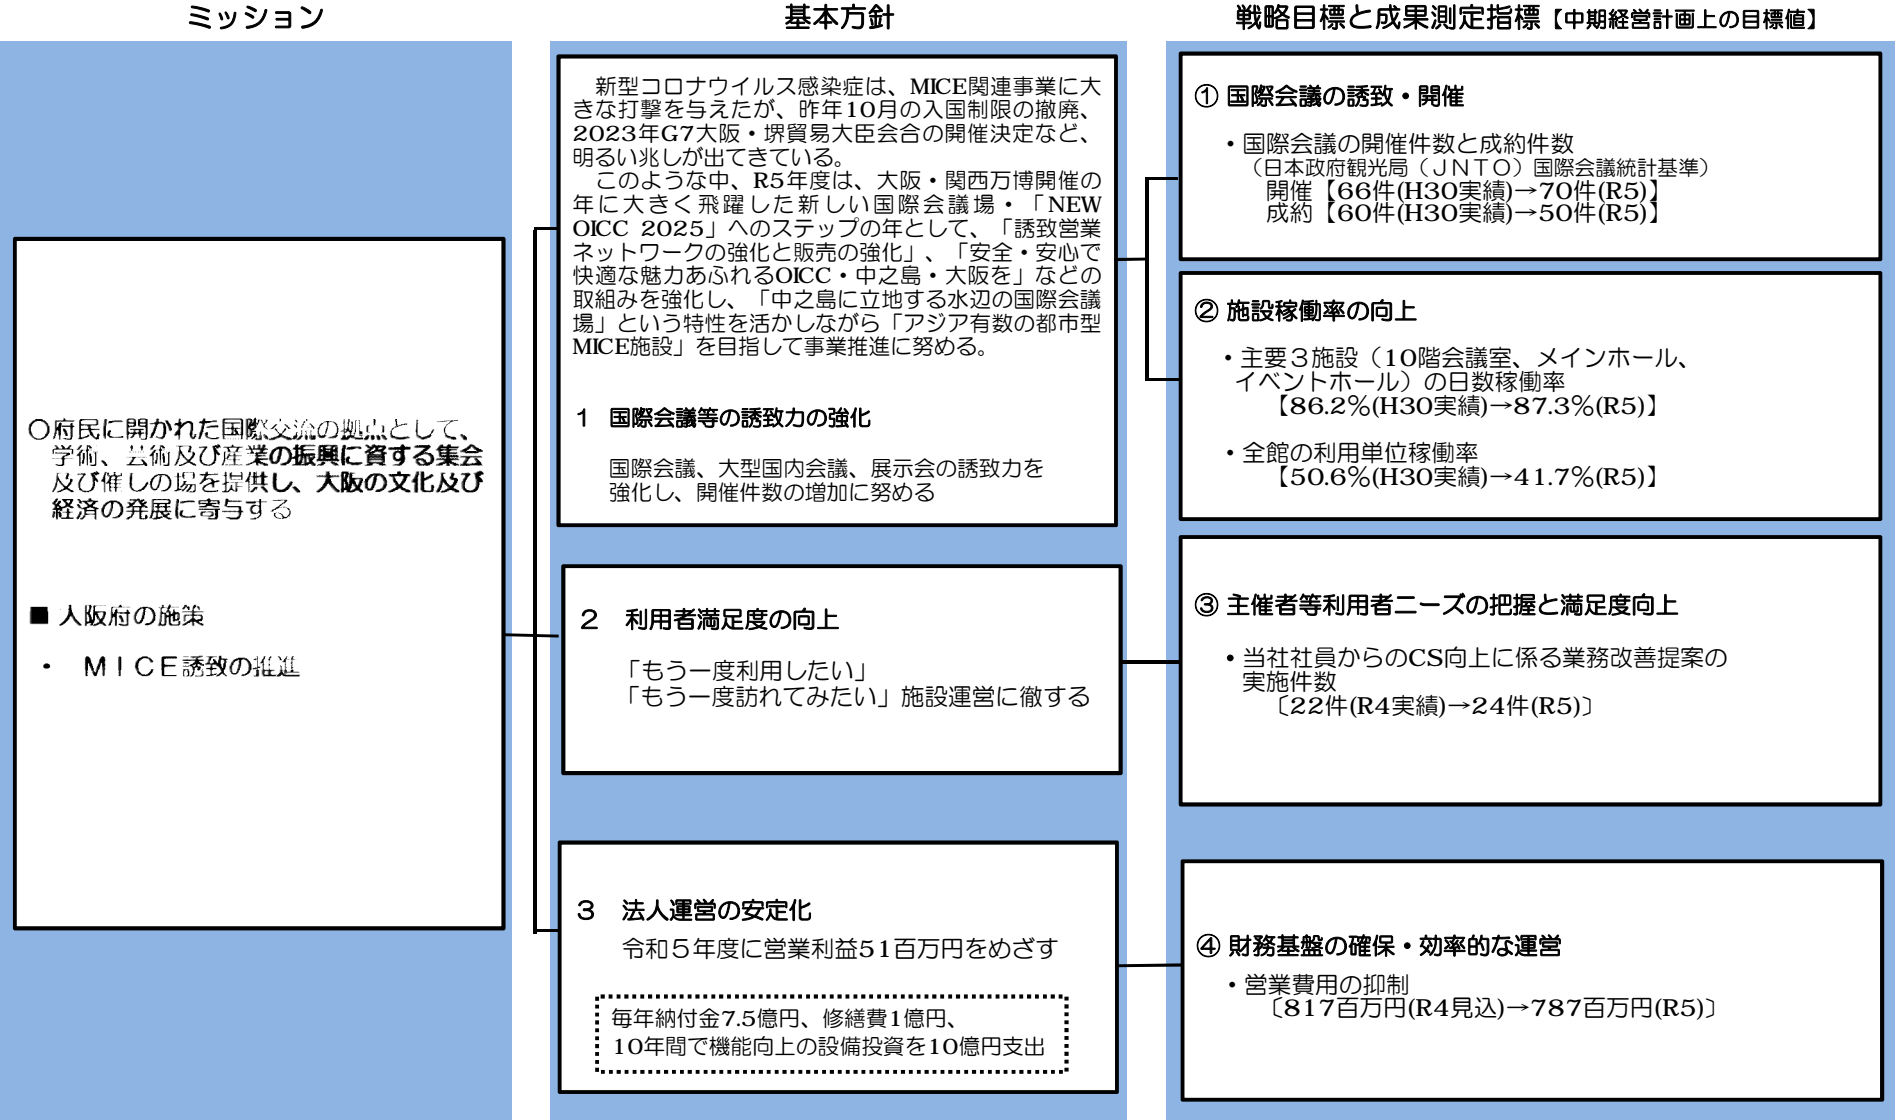 ミッション
○府民に開かれた国際交流の拠点として、
学術、芸術及び産業の振興に資する集会
及び催しの場を提供し、大阪の文化及び
経済の発展に寄与する
■ 大阪府の施策
・ MICE誘致の推進
基本方針
新型コロナウイルス感染症は、MICE関連事業に大
きな打撃を与えたが、昨年10月の入国制限の撤廃、
2023年G7大阪・堺貿易大臣会合の開催決定など、
明るい兆しが出てきている。
このような中、R5年度は、大阪・関西万博開催の
年に大きく飛躍した新しい国際会議場・「NEW
OICC 2025」へのステップの年として、「誘致営業
ネットワークの強化と販売の強化」、「安全・安心で
快適な魅力あふれるOICC・中之島・大阪を」などの
取組みを強化し、「中之島に立地する水辺の国際会議
場」という特性を活かしながら「アジア有数の都市型
MICE施設」を目指して事業推進に努める。
1 国際会議等の誘致力の強化
国際会議、大型国内会議、展示会の誘致力を
強化し、開催件数の増加に努める
2 利用者満足度の向上
「もう一度利用したい」
「もう一度訪れてみたい」施設運営に徹する
3 法人運営の安定化
令和5年度に営業利益51百万円をめざす
毎年納付金7.5億円、修繕費1億円、
10年間で機能向上の設備投資を10億円支出
戦略目標と成果測定指標【中期経営計画上の目標値】
① 国際会議の誘致・開催
・国際会議の開催件数と成約件数
（日本政府観光局（JNTO）国際会議統計基準）
開催【66件(H30実績)→70件(R5)】
成約【60件(H30実績)→50件(R5)】
② 施設稼働率の向上
・主要3施設（10階会議室、メインホール、
イベントホール）の日数稼働率
【86.2%(H30実績)→87.3%(R5)】
・全館の利用単位稼働率
【50.6%(H30実績)→41.7%(R5)】
③ 主催者等利用者ニーズの把握と満足度向上
・当社社員からのCS向上に係る業務改善提案の
実施件数
〔22件(R4実績)→24件(R5)〕
④ 財務基盤の確保・効率的な運営
・営業費用の抑制
〔817百万円(R4見込)→787百万円(R5)〕